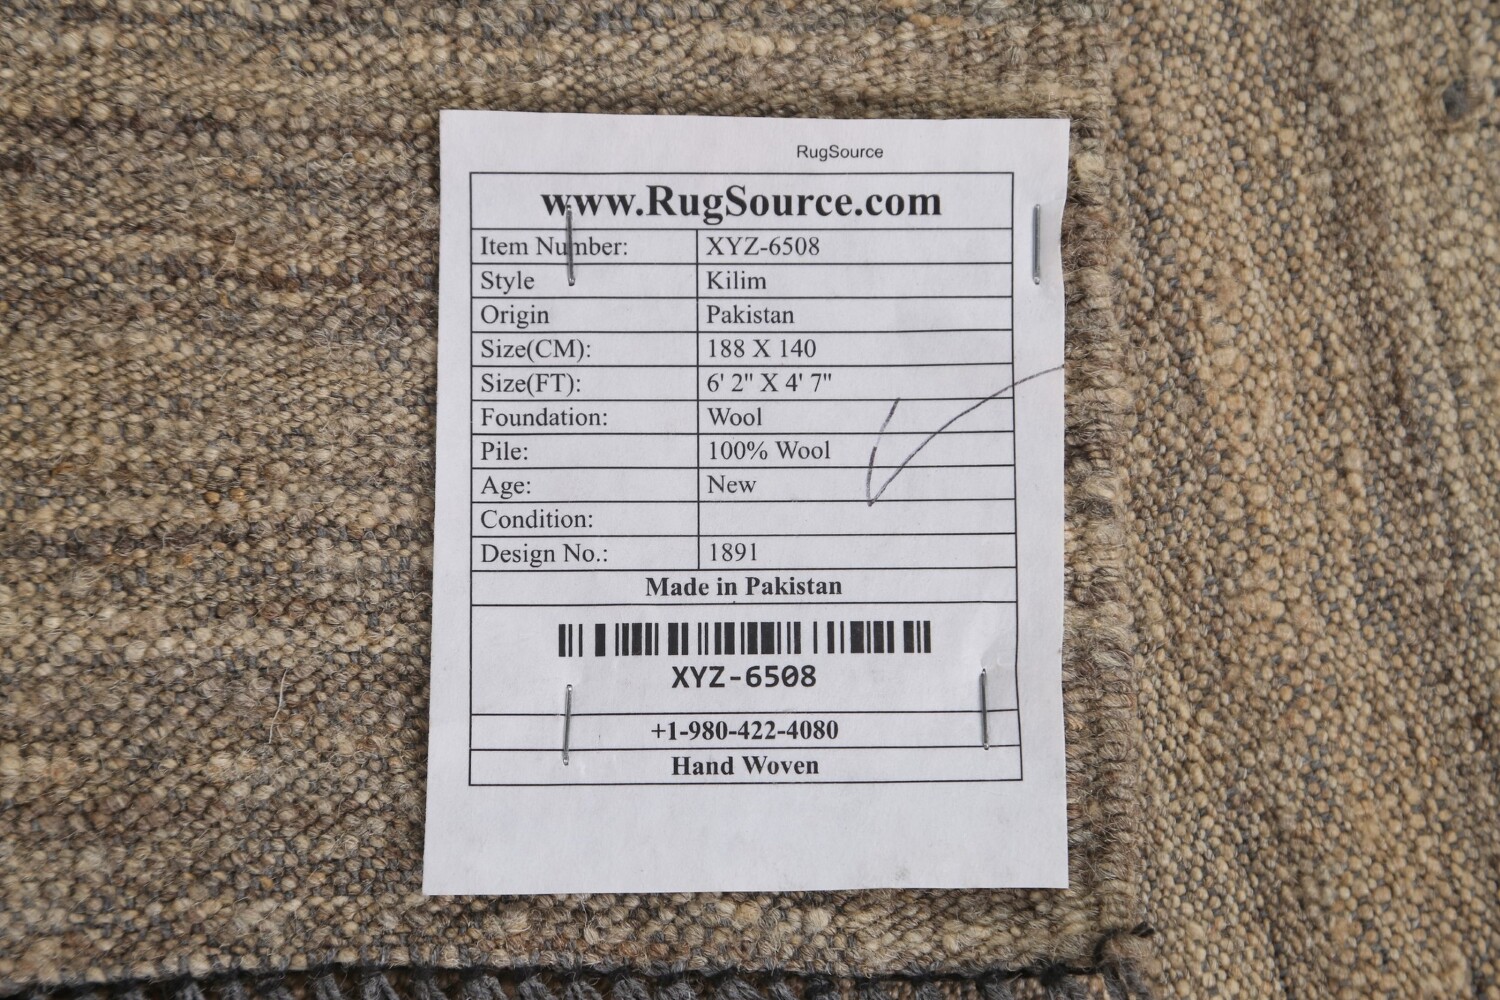 RugSource
www.RugSource.com
Item Number: XYZ-6508
Style Kilim
Origin Pakistan
Size(CM): 188 X 140
Size(FT): 6' 2" X 4' 7"
Foundation: Wool
Pile: 100% Wool
Age: New
Condition:
Design No.: 1891
Made in Pakistan
XYZ-6508
+1-980-422-4080
Hand Woven